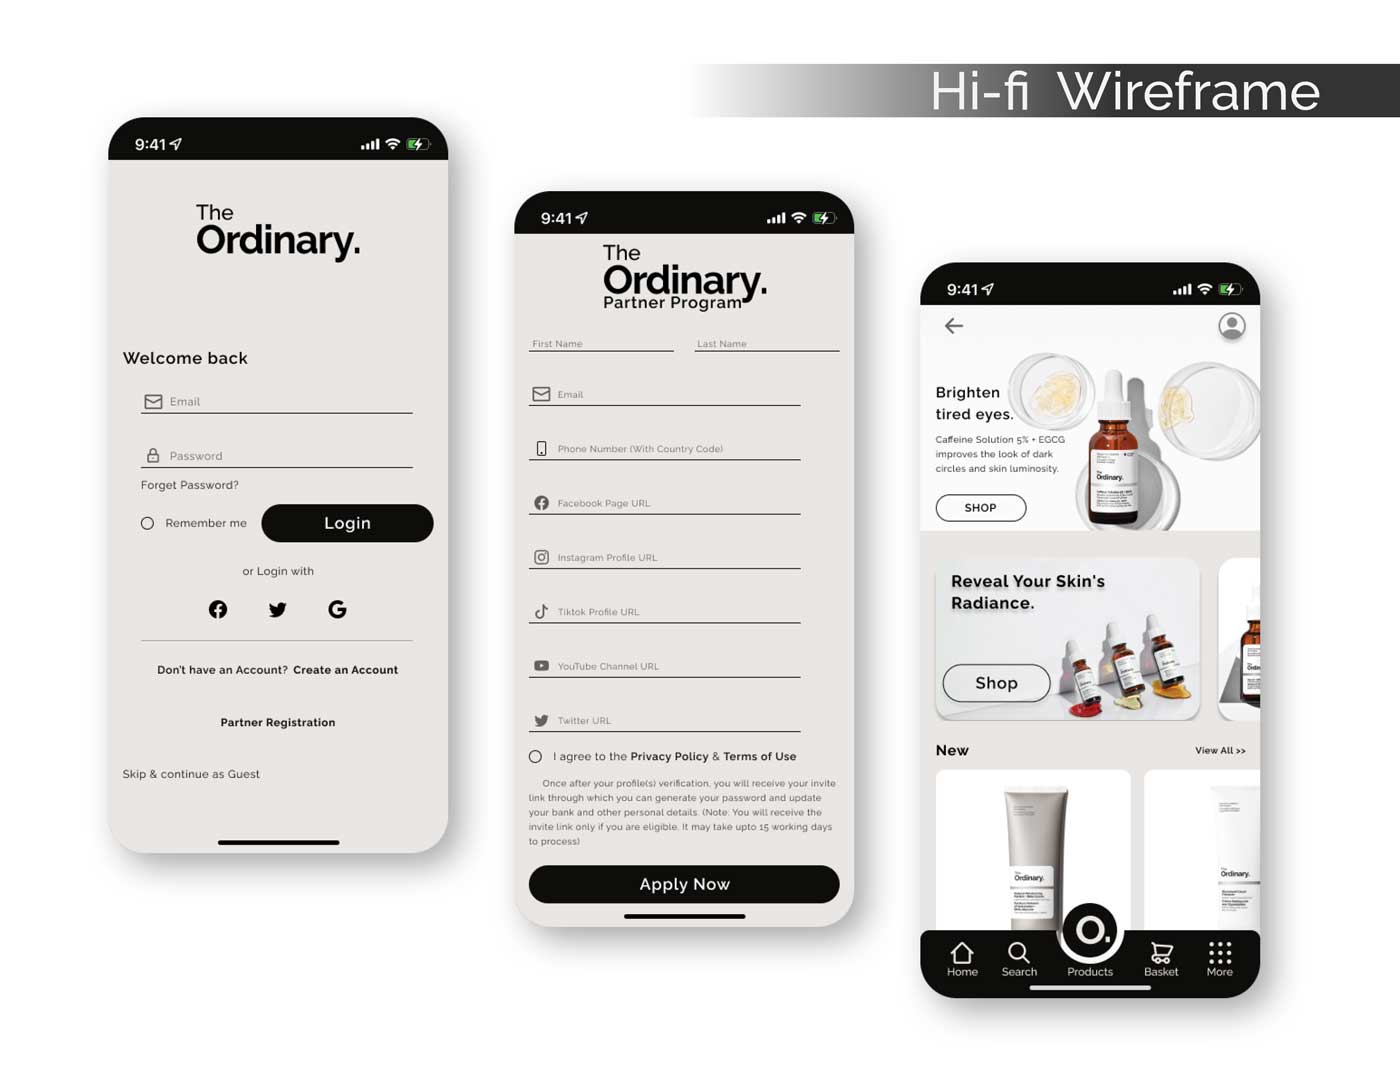 Hi-fi Wireframe
9:41
The
Ordinary.
Welcome back
Email
Password
Forget Password?
Remember me
Login
or Login with
Don't have an Account? Create an Account
Partner Registration
Skip & continue as Guest
9:41
The
Ordinary.
Partner Program
First Name
Last Name
Email
Phone Number (With Country Code)
Facebook Page URL
Instagram Profile URL
Tiktok Profile URL
YouTube Channel URL
Twitter URL
I agree to the Privacy Policy & Terms of Use
Once after your profile(s) verification, you will receive your invite
link through which you can generate your password and update
your bank and other personal details. (Note: You will receive the
invite link only if you are eligible. It may take upto 15 working days
to process)
Apply Now
9:41
Brighten
tired eyes.
Caffeine Solution 5% + EGCG
improves the look of dark
circles and skin luminosity.
SHOP
The
Ordinary.
Reveal Your Skin's
Radiance.
Shop
New
View All >>
The
Ordinary.
The
Ordinary.
O.
Home
Search
Products
Basket
More